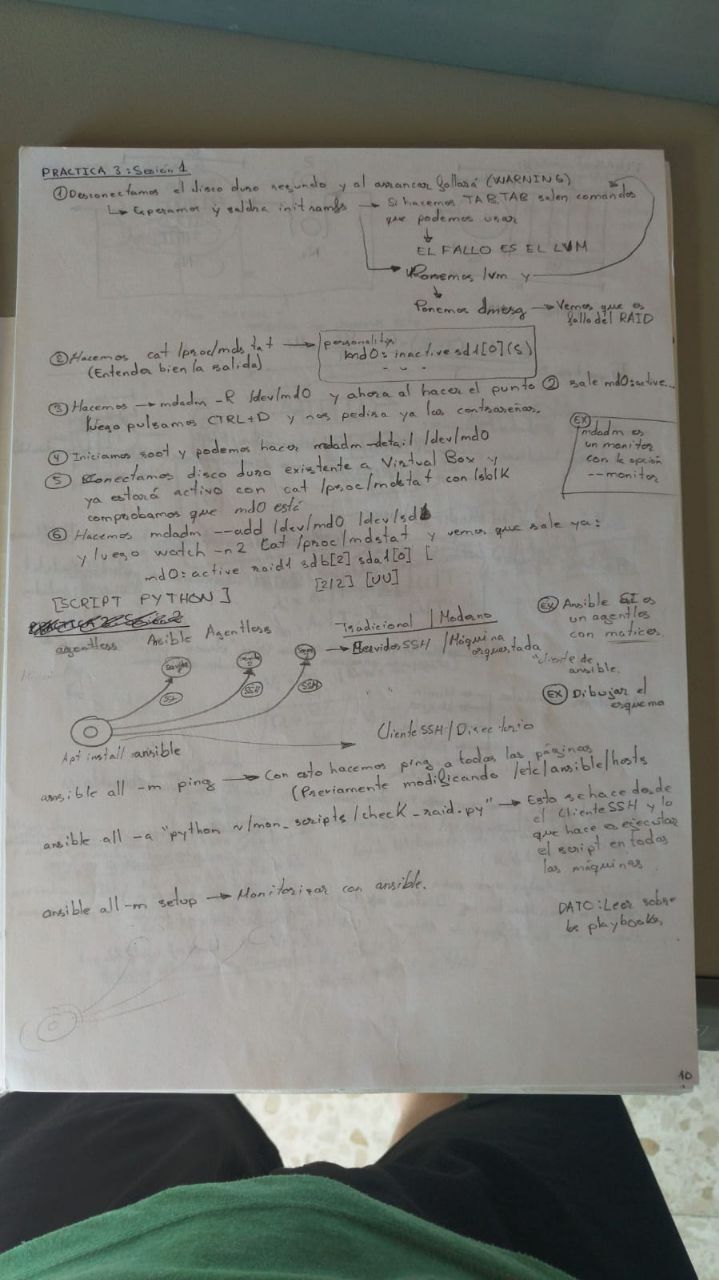 PRACTICA 3: Sesión 1
① Desconectamos el disco duro segundo y al arrancar fallará (WARNING)
↳ Esperamos y saldra initramfs → Si hacemos TAB, TAB salen comandos
que podemos usar
EL FALLO ES EL LVM
Ponemos lvm y
Ponemos dmesg → Vemos que es
fallo del RAID
② Hacemos cat /proc/mdstat → personalitys
(Entender bien la salida)
md0: inactive sd1[0](S)
- - -
③ Hacemos → mdadm -R /dev/md0 y ahora al hacer el punto ② sale md0: active...
luego pulsamos CTRL+D y nos pedira ya las contraseñas.
④ Iniciamos root y podemos hacer mdadm --detail /dev/md0
⑤ Conectamos disco duro existente a Virtual Box y
ya estará activo con cat /proc/mdstat con lsblk
comprobamos que md0 está
EX
mdadm es
un monitor
con la opción
--monitor
⑥ Hacemos mdadm --add /dev/md0 /dev/sdb
y luego watch -n2 cat /proc/mdstat y vemos que sale ya:
md0: active raid1 sdb[2] sda1[0] [
[2/2] [UU]
[SCRIPT PYTHON]
agentless Ansible Agentless
Tradicional / Moderno
→ Servidor SSH / Máquina
orquestada
"cliente de
ansible.
EX Ansible SI es
un agentless
con matices.
EX Dibujar el
esquema
SSH
SSH
SSH
Cliente SSH / Directorio
Apt install ansible
ansible all -m ping → Con esto hacemos ping a todas las páginas
(Previamente modificando /etc/ansible/hosts
ansible all -a "python ~/mon_scripts/check_raid.py" → Esto se hace desde
el Cliente SSH y lo
que hace es ejecutar
el script en todas
las máquinas
ansible all -m setup → Monitorizar con ansible.
DATO: Leer sobre
los playbooks,
10